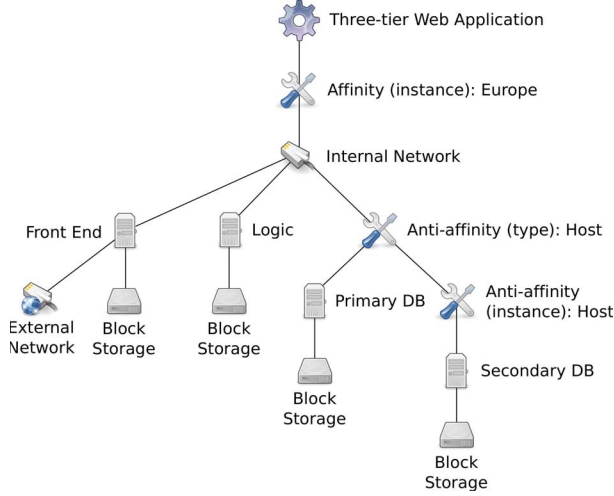 Three-tier Web Application
Affinity (instance): Europe
Internal Network
Front End
Logic
Anti-affinity (type): Host
External
Network
Block
Storage
Block
Storage
Primary DB
Anti-affinity
(instance): Host
Block
Storage
Secondary DB
Block
Storage